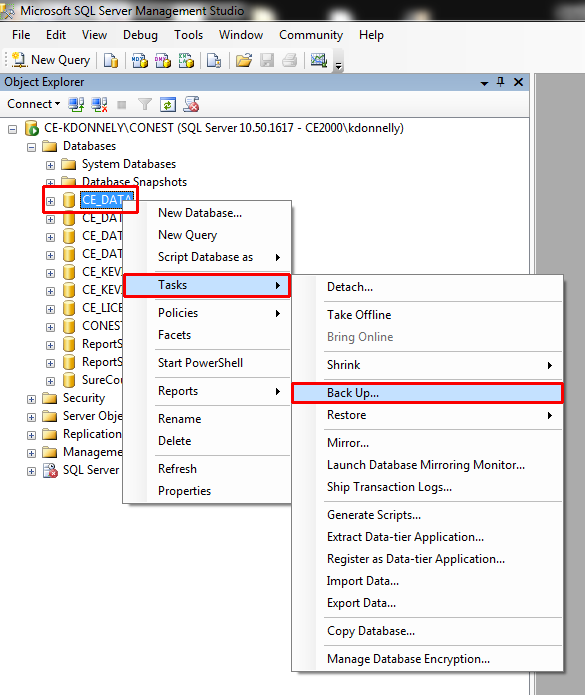 Microsoft SQL Server Management Studio
File Edit View Debug Tools Window Community Help
New Query
Object Explorer
Connect
CE-KDONNELY\CONEST (SQL Server 10.50.1617 - CE2000\kdonnelly)
Databases
System Databases
Database Snapshots
CE_DATA
CE_DAT
CE_DAT
CE_DAT
CE_KEV
CE_KEV
CE_LICE
CONEST
ReportS
ReportS
SureCou
Security
Server Obje
Replication
Manageme
SQL Server
New Database...
New Query
Script Database as
Tasks
Policies
Facets
Start PowerShell
Reports
Rename
Delete
Refresh
Properties
Detach...
Take Offline
Bring Online
Shrink
Back Up...
Restore
Mirror...
Launch Database Mirroring Monitor...
Ship Transaction Logs...
Generate Scripts...
Extract Data-tier Application...
Register as Data-tier Application...
Import Data...
Export Data...
Copy Database...
Manage Database Encryption...